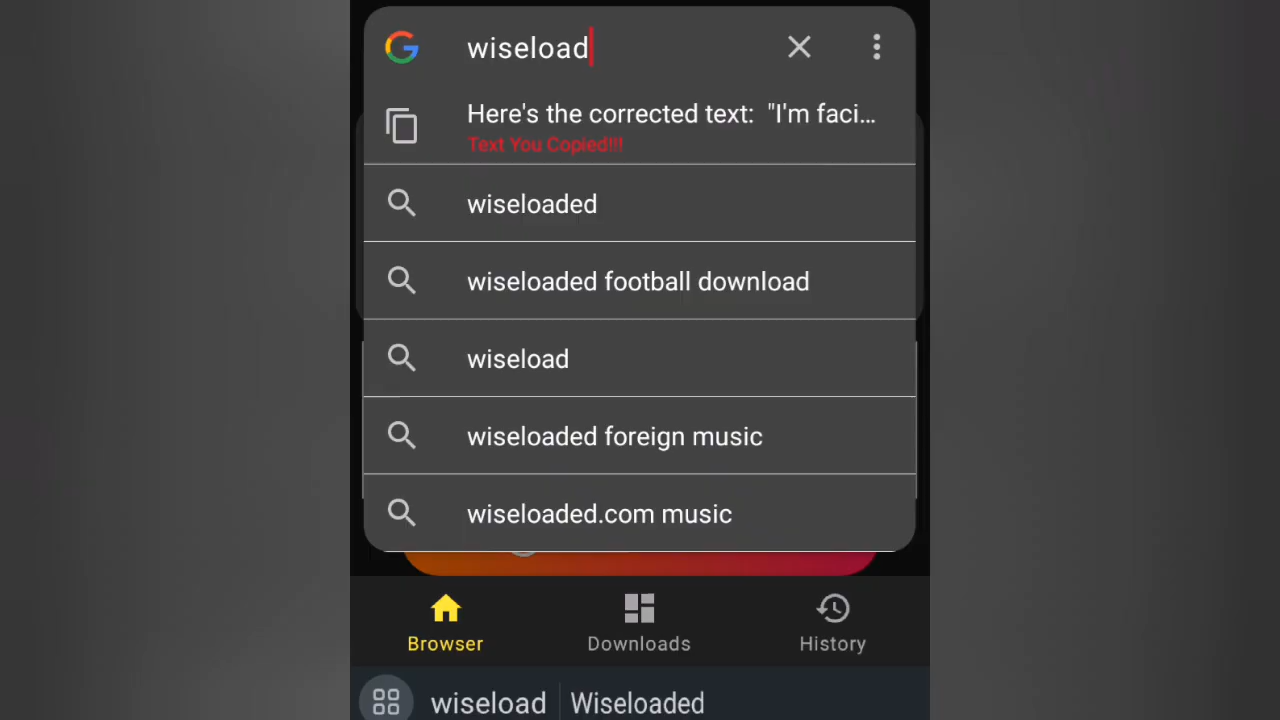 wiseload
Here's the corrected text:  "I'm faci...
Text You Copied!!!
wiseloaded
wiseloaded football download
wiseload
wiseloaded foreign music
wiseloaded.com music
Browser
Downloads
History
wiseload
Wiseloaded